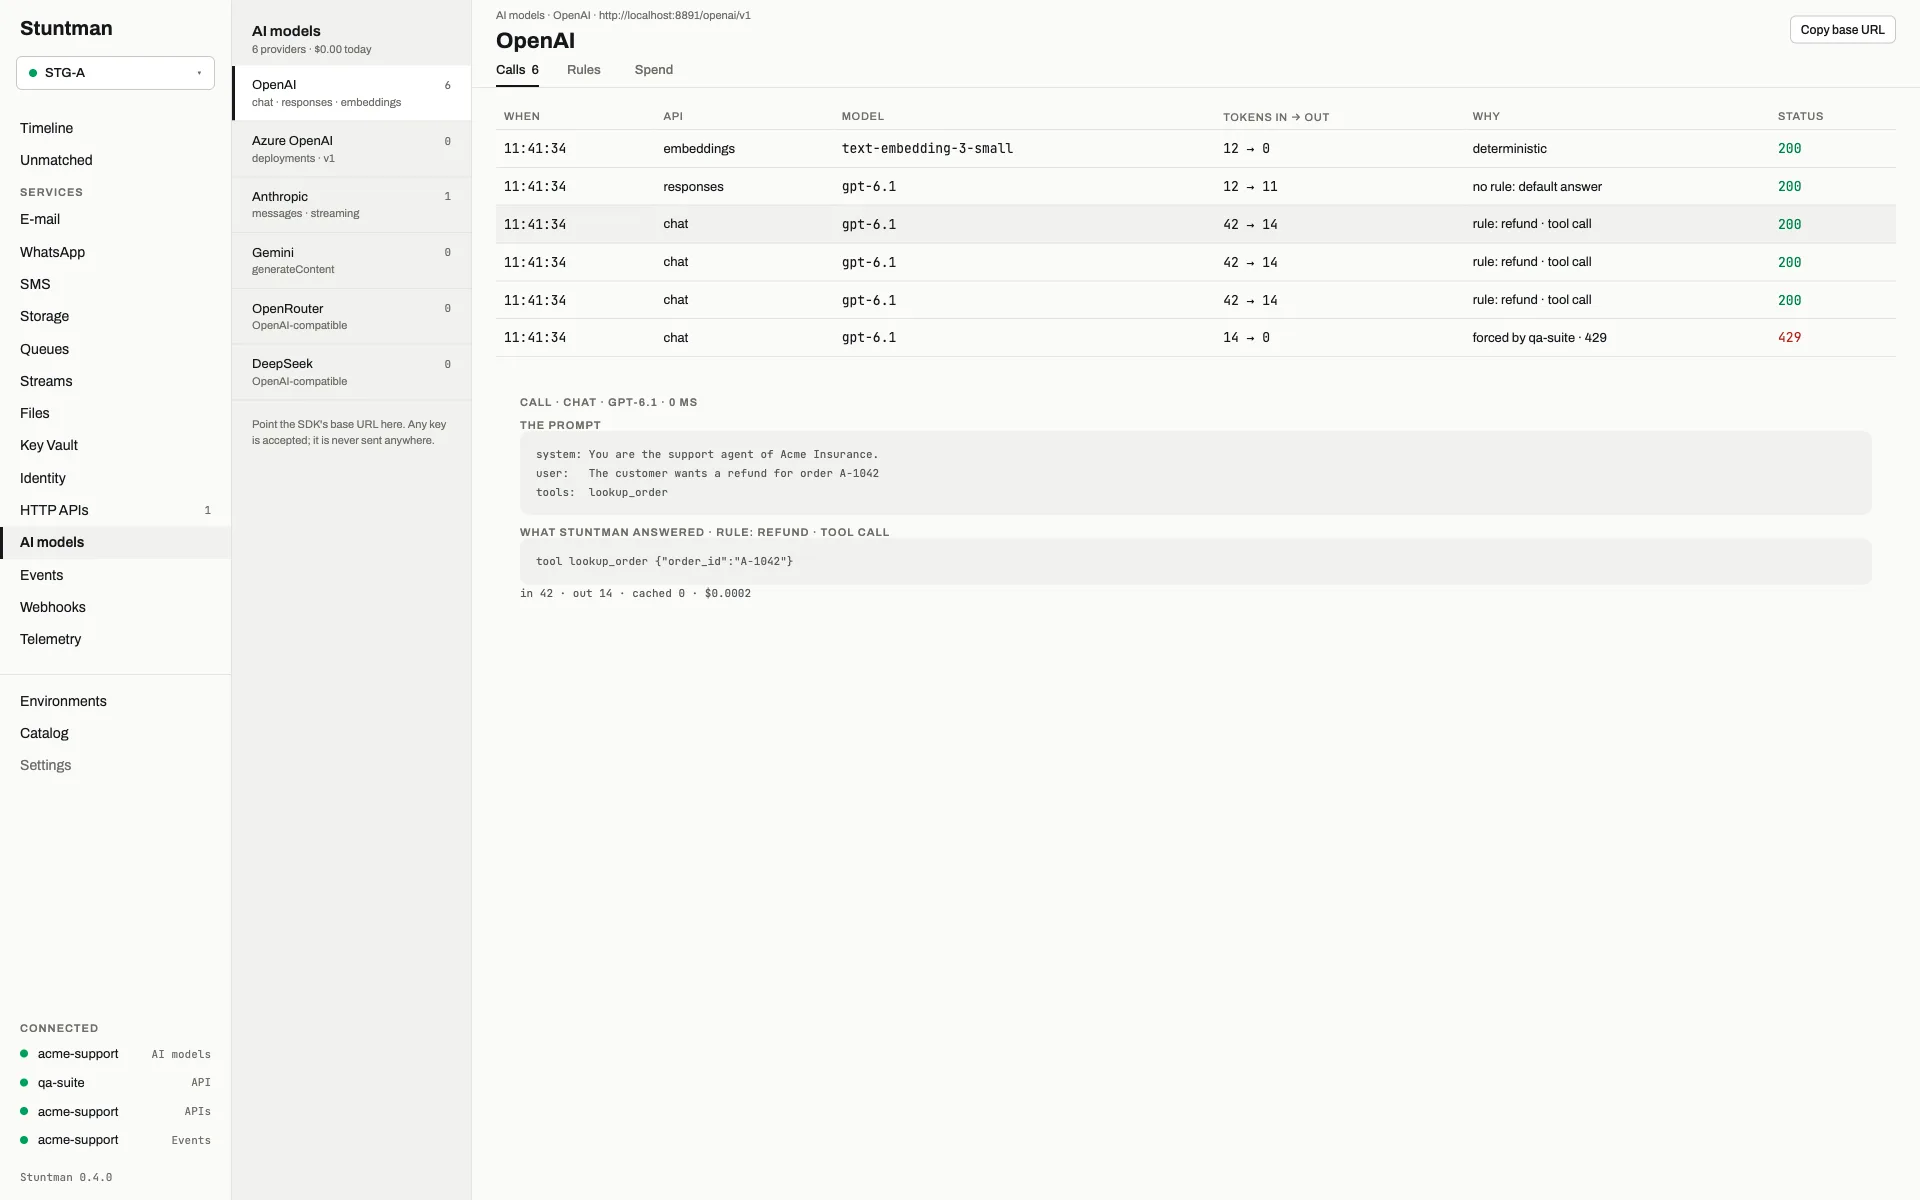 Stuntman
STG-A
Timeline
Unmatched
SERVICES
E-mail
WhatsApp
SMS
Storage
Queues
Streams
Files
Key Vault
Identity
HTTP APIs 1
AI models
Events
Webhooks
Telemetry
Environments
Catalog
Settings
CONNECTED
acme-support AI models
qa-suite API
acme-support APIs
acme-support Events
Stuntman 0.4.0
AI models
6 providers · $0.00 today
OpenAI 6
chat · responses · embeddings
Azure OpenAI 0
deployments · v1
Anthropic 1
messages · streaming
Gemini 0
generateContent
OpenRouter 0
OpenAI-compatible
DeepSeek 0
OpenAI-compatible
Point the SDK's base URL here. Any key
is accepted; it is never sent anywhere.
AI models · OpenAI · http://localhost:8891/openai/v1
OpenAI
Copy base URL
Calls 6 Rules Spend
WHEN API MODEL TOKENS IN → OUT WHY STATUS
11:41:34 embeddings text-embedding-3-small 12 → 0 deterministic 200
11:41:34 responses gpt-6.1 12 → 11 no rule: default answer 200
11:41:34 chat gpt-6.1 42 → 14 rule: refund · tool call 200
11:41:34 chat gpt-6.1 42 → 14 rule: refund · tool call 200
11:41:34 chat gpt-6.1 42 → 14 rule: refund · tool call 200
11:41:34 chat gpt-6.1 14 → 0 forced by qa-suite · 429 429
CALL · CHAT · GPT-6.1 · 0 MS
THE PROMPT
system: You are the support agent of Acme Insurance.
user: The customer wants a refund for order A-1042
tools: lookup_order
WHAT STUNTMAN ANSWERED · RULE: REFUND · TOOL CALL
tool lookup_order {"order_id":"A-1042"}
in 42 · out 14 · cached 0 · $0.0002